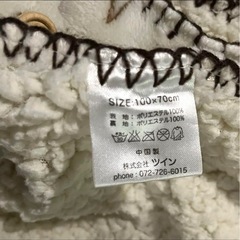 SIZE:100×70cm
表 地 : ポリエステル100%
裏 地 : ポリエステル100%
中国製
株式会社 ツイン
phone : 072-726-6015